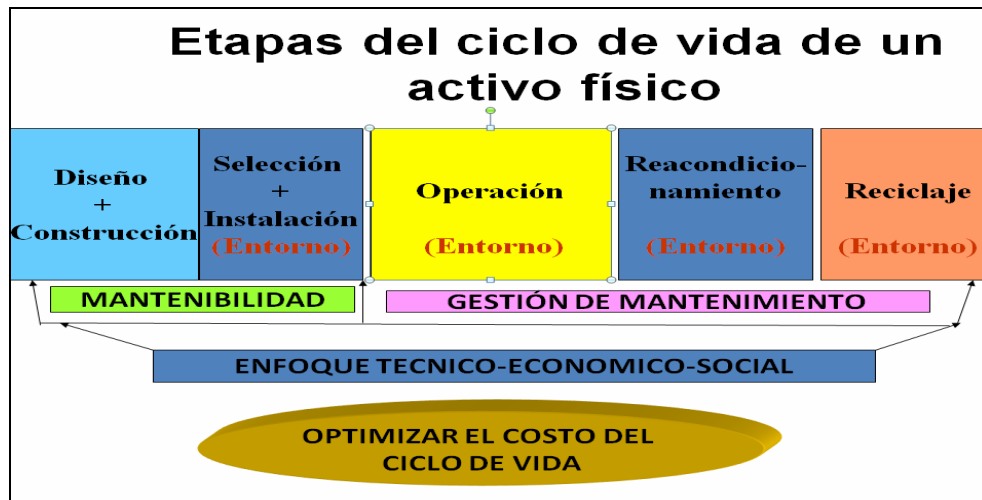 Etapas del ciclo de vida de un
activo físico
Diseño
+
Construcción
Selección
+
Instalación
(Entorno)
Operación
(Entorno)
Reacondicio-
namiento
(Entorno)
Reciclaje
(Entorno)
MANTENIBILIDAD
GESTIÓN DE MANTENIMIENTO
ENFOQUE TECNICO-ECONOMICO-SOCIAL
OPTIMIZAR EL COSTO DEL
CICLO DE VIDA